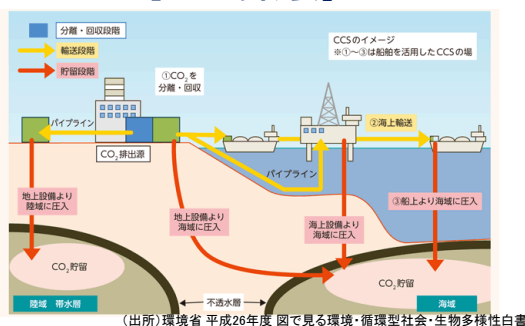 分離・回収段階
輸送段階
貯留段階
CCSのイメージ
※①~③は船舶を活用したCCSの場
①CO2を
分離・回収
パイプライン
CO2排出源
②海上輸送
パイプライン
地上設備より
陸域に圧入
地上設備より
海域に圧入
海上設備より
海域に圧入
③船上より海域に圧入
CO2貯留
CO2貯留
陸域 帯水層
不透水層
海域
(出所)環境省 平成26年度 図で見る環境・循環型社会・生物多様性白書